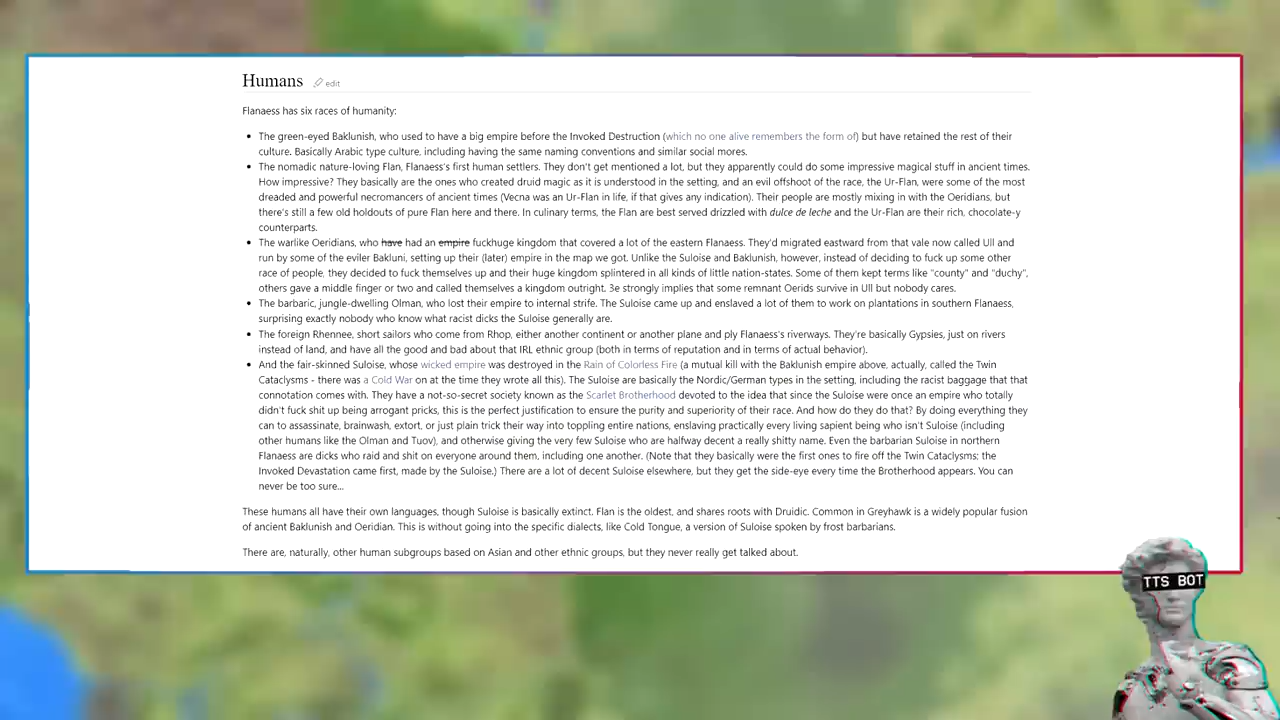 Humans edit
Flanaess has six races of humanity:
• The green-eyed Baklunish, who used to have a big empire before the Invoked Destruction (which no one alive remembers the form of) but have retained the rest of their
culture. Basically Arabic type culture, including having the same naming conventions and similar social mores.
• The nomadic nature-loving Flan, Flanaess's first human settlers. They don't get mentioned a lot, but they apparently could do some impressive magical stuff in ancient times.
How impressive? They basically are the ones who created druid magic as it is understood in the setting, and an evil offshoot of the race, the Ur-Flan, were some of the most
dreaded and powerful necromancers of ancient times (Vecna was an Ur-Flan in life, if that gives any indication). Their people are mostly mixing in with the Oeridians, but
there's still a few old holdouts of pure Flan here and there. In culinary terms, the Flan are best served drizzled with dulce de leche and the Ur-Flan are their rich, chocolate-y
counterparts.
• The warlike Oeridians, who have had an empire fuckhuge kingdom that covered a lot of the eastern Flanaess. They'd migrated eastward from that vale now called Ull and
run by some of the eviler Bakluni, setting up their (later) empire in the map we got. Unlike the Suloise and Baklunish, however, instead of deciding to fuck up some other
race of people, they decided to fuck themselves up and their huge kingdom splintered in all kinds of little nation-states. Some of them kept terms like "county" and "duchy",
others gave a middle finger or two and called themselves a kingdom outright. 3e strongly implies that some remnant Oerids survive in Ull but nobody cares.
• The barbaric, jungle-dwelling Olman, who lost their empire to internal strife. The Suloise came up and enslaved a lot of them to work on plantations in southern Flanaess,
surprising exactly nobody who know what racist dicks the Suloise generally are.
• The foreign Rhennee, short sailors who come from Rhop, either another continent or another plane and ply Flanaess's riverways. They're basically Gypsies, just on rivers
instead of land, and have all the good and bad about that IRL ethnic group (both in terms of reputation and in terms of actual behavior).
• And the fair-skinned Suloise, whose wicked empire was destroyed in the Rain of Colorless Fire (a mutual kill with the Baklunish empire above, actually, called the Twin
Cataclysms - there was a Cold War on at the time they wrote all this). The Suloise are basically the Nordic/German types in the setting, including the racist baggage that that
connotation comes with. They have a not-so-secret society known as the Scarlet Brotherhood devoted to the idea that since the Suloise were once an empire who totally
didn't fuck shit up being arrogant pricks, this is the perfect justification to ensure the purity and superiority of their race. And how do they do that? By doing everything they
can to assassinate, brainwash, extort, or just plain trick their way into toppling entire nations, enslaving practically every living sapient being who isn't Suloise (including
other humans like the Olman and Tuov), and otherwise giving the very few Suloise who are halfway decent a really shitty name. Even the barbarian Suloise in northern
Flanaess are dicks who raid and shit on everyone around them, including one another. (Note that they basically were the first ones to fire off the Twin Cataclysms; the
Invoked Devastation came first, made by the Suloise.) There are a lot of decent Suloise elsewhere, but they get the side-eye every time the Brotherhood appears. You can
never be too sure...
These humans all have their own languages, though Suloise is basically extinct. Flan is the oldest, and shares roots with Druidic. Common in Greyhawk is a widely popular fusion
of ancient Baklunish and Oeridian. This is without going into the specific dialects, like Cold Tongue, a version of Suloise spoken by frost barbarians.
There are, naturally, other human subgroups based on Asian and other ethnic groups, but they never really get talked about.
TTS BOT